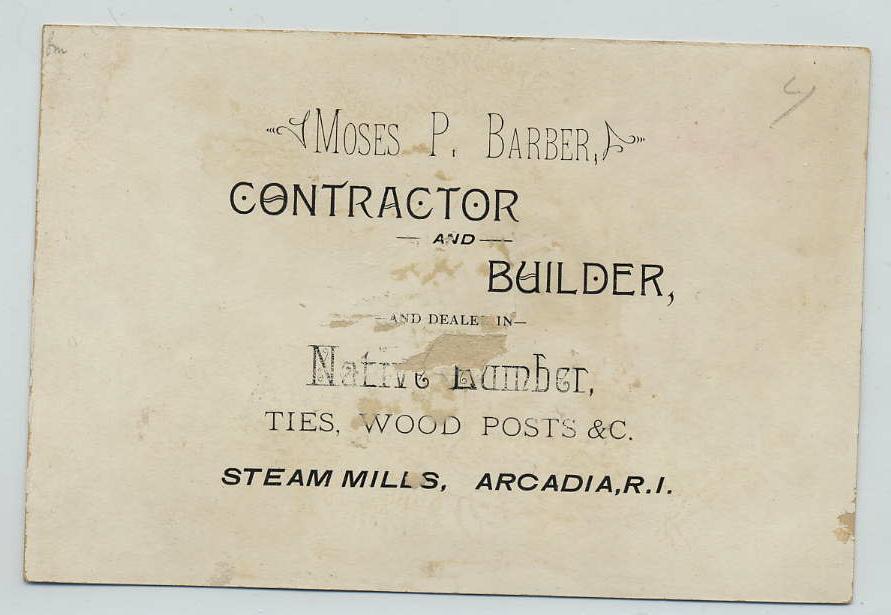 MOSES P. BARBER,
CONTRACTOR
AND
BUILDER,
—AND DEALER IN—
Native Lumber,
TIES, WOOD POSTS &C.
STEAM MILLS, ARCADIA, R.I.